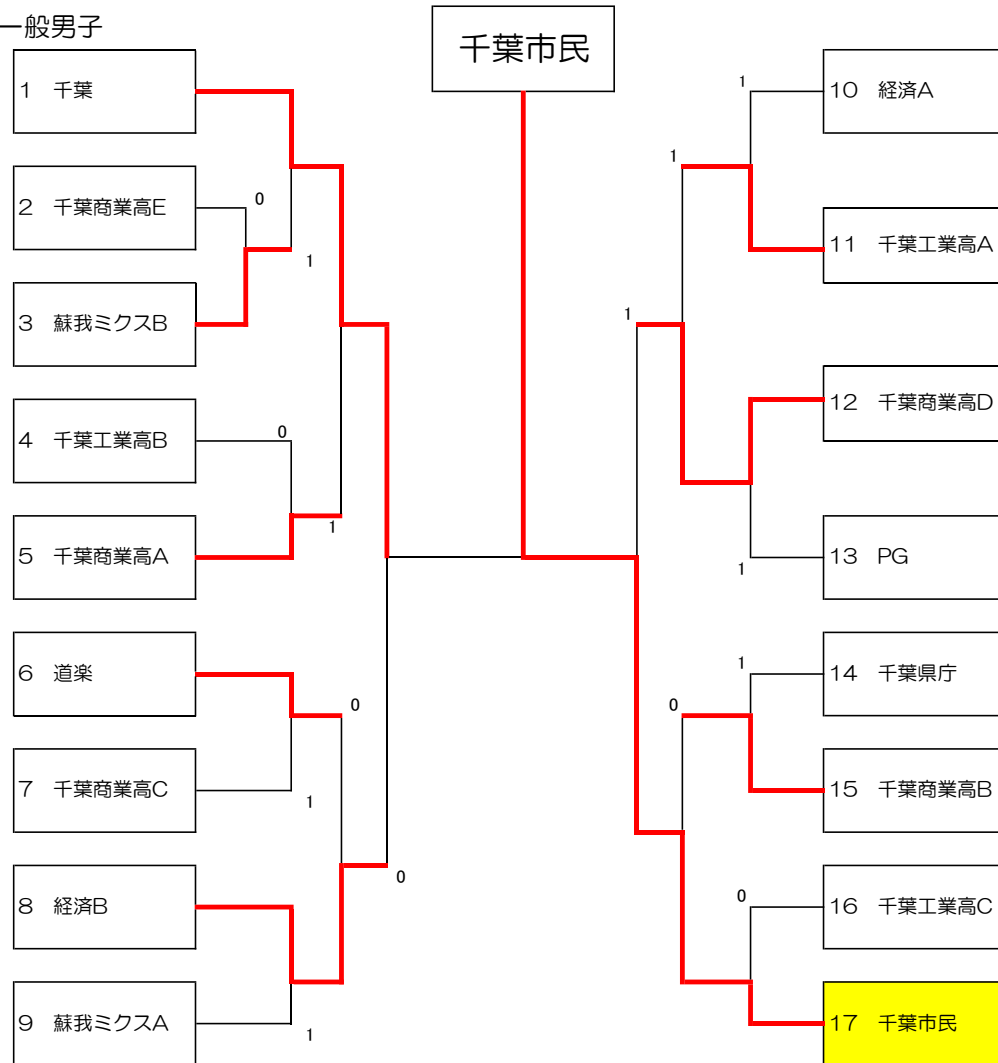 一般男子
千葉市民
1 千葉
2 千葉商業高E
0
3 蘇我ミクスB
1
4 千葉工業高B
0
5 千葉商業高A
1
6 道楽
0
7 千葉商業高C
1
8 経済B
0
9 蘇我ミクスA
1
1
10 経済A
1
11 千葉工業高A
1
12 千葉商業高D
1
13 PG
1
14 千葉県庁
0
15 千葉商業高B
0
16 千葉工業高C
17 千葉市民